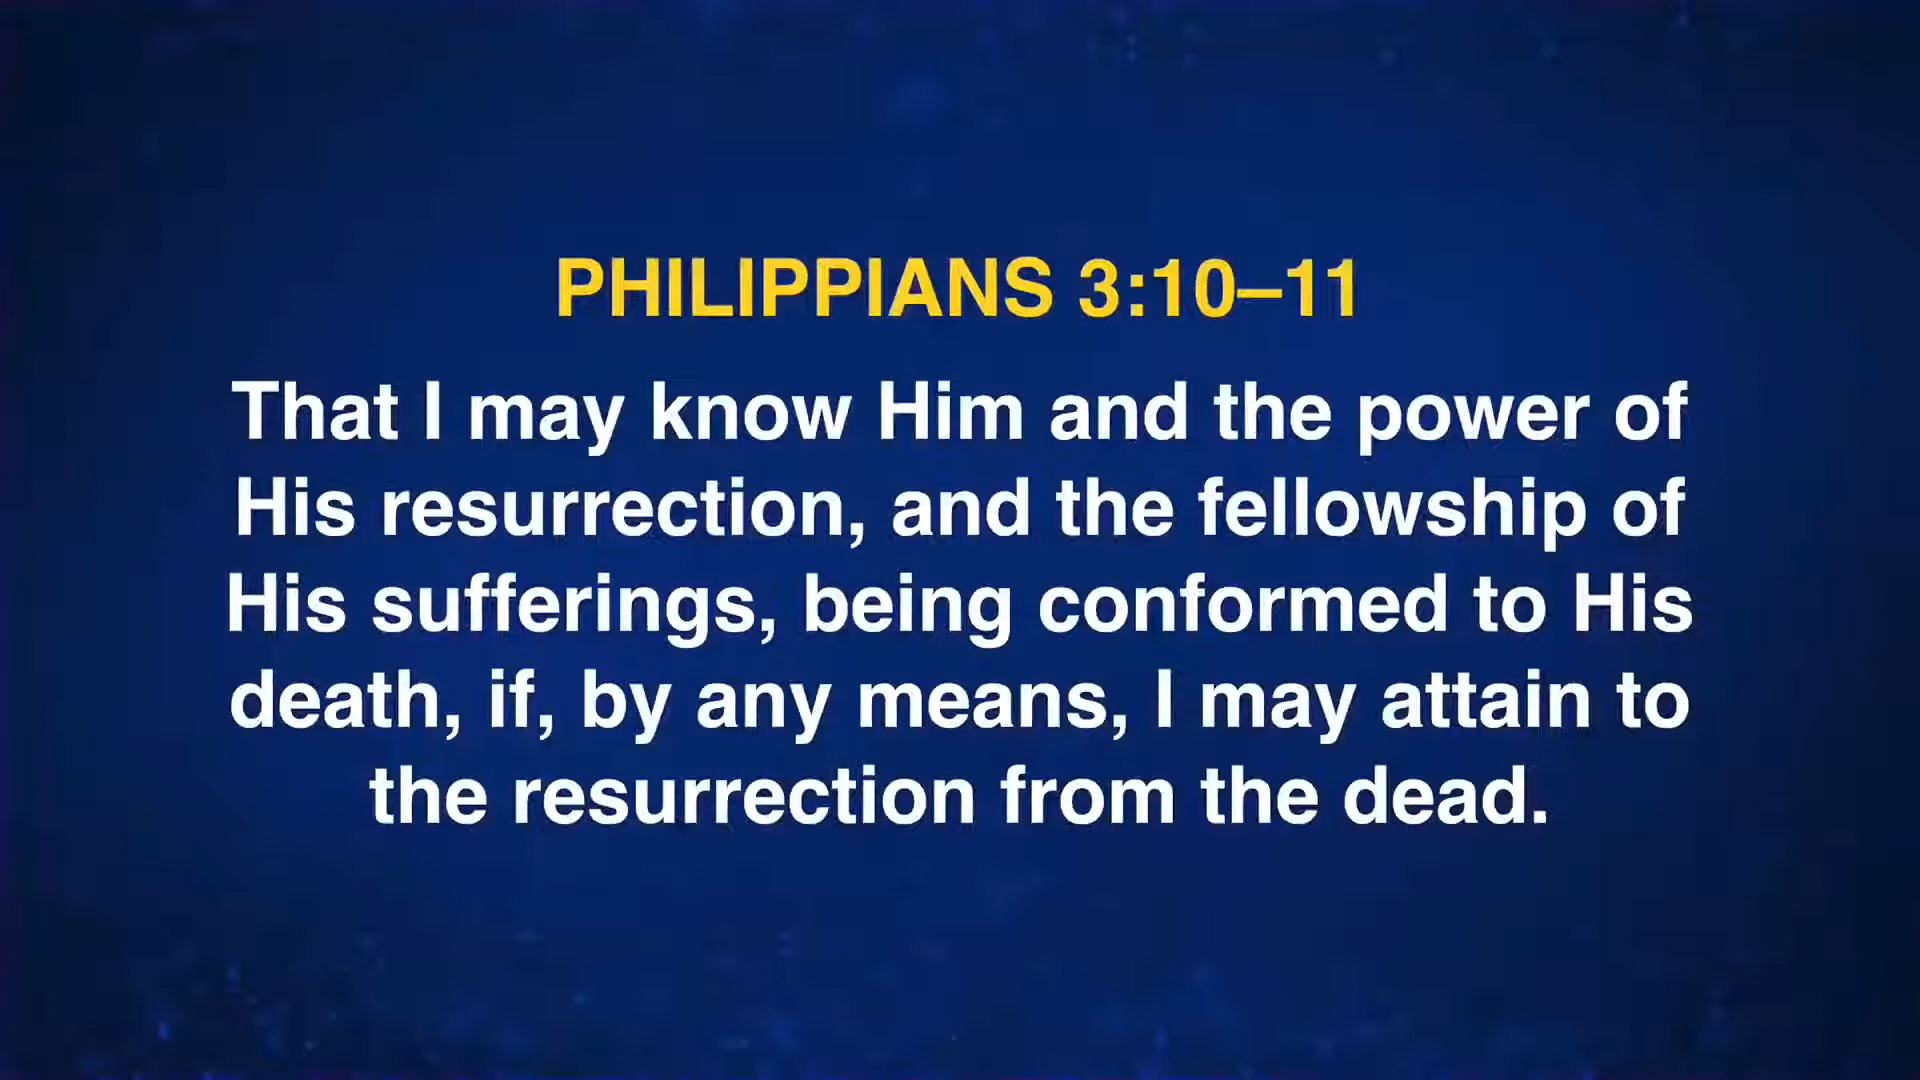 PHILIPPIANS 3:10–11
That I may know Him and the power of
His resurrection, and the fellowship of
His sufferings, being conformed to His
death, if, by any means, I may attain to
the resurrection from the dead.